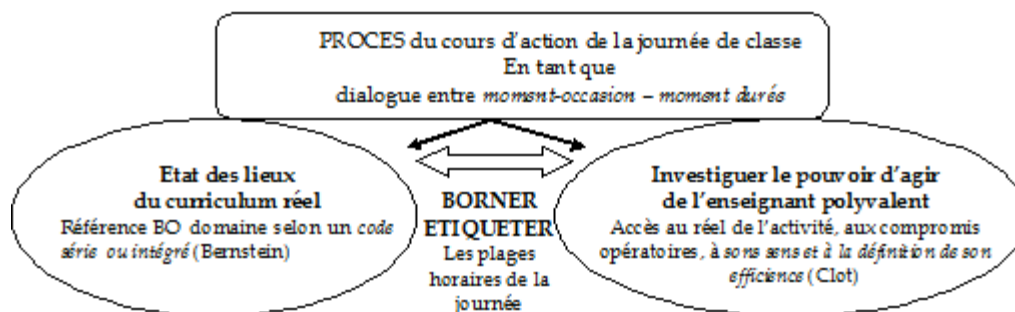 PROCES du cours d'action de la journée de classe
En tant que
dialogue entre moment-occasion – moment durée
Etat des lieux
du curriculum réel
Référence BO domaine selon un code
série ou intégré (Bernstein)
BORNER
ETIQUETER
Les plages
horaires de la
journée
Investiguer le pouvoir d'agir
de l'enseignant polyvalent
Accès au réel de l'activité, aux compromis
opératoires, à sons sens et à la définition de son
efficience (Clot)